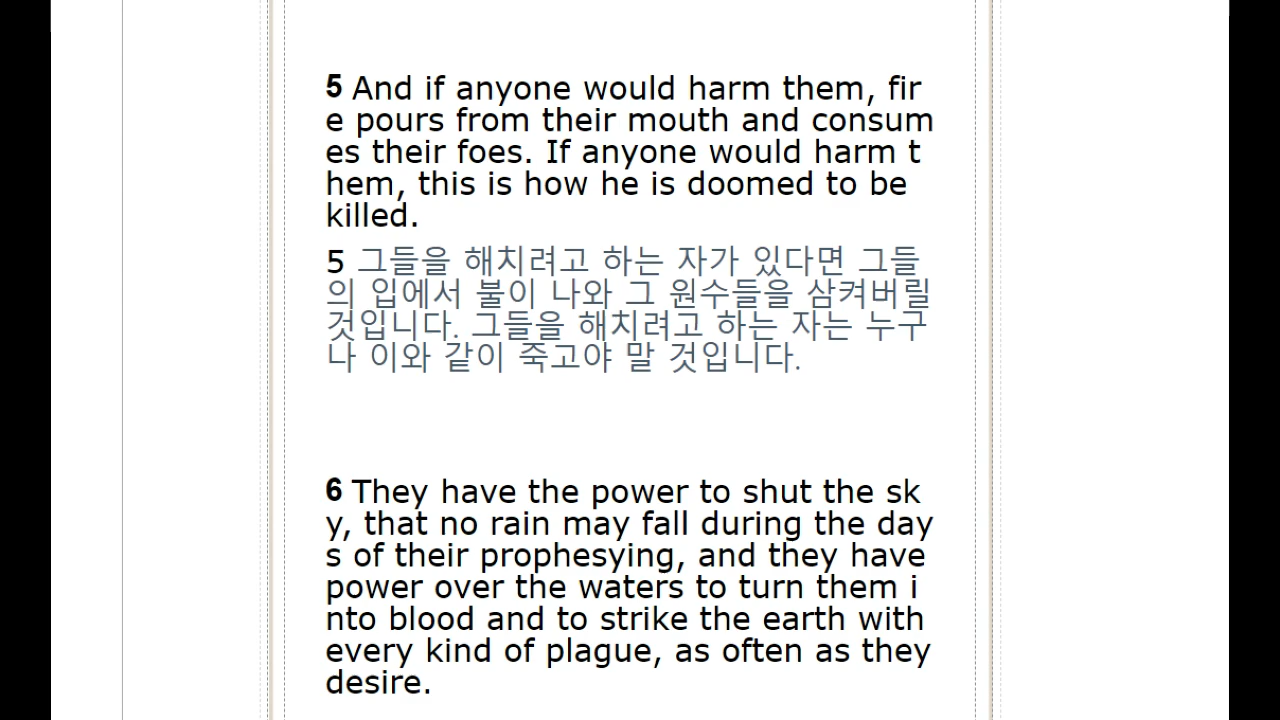 5 And if anyone would harm them, fir
e pours from their mouth and consum
es their foes. If anyone would harm t
hem, this is how he is doomed to be
killed.
5 그들을 해치려고 하는 자가 있다면 그들
의 입에서 불이 나와 그 원수들을 삼켜버릴
것입니다. 그들을 해치려고 하는 자는 누구
나 이와 같이 죽고야 말 것입니다.
6 They have the power to shut the sk
y, that no rain may fall during the day
s of their prophesying, and they have
power over the waters to turn them i
nto blood and to strike the earth with
every kind of plague, as often as they
desire.